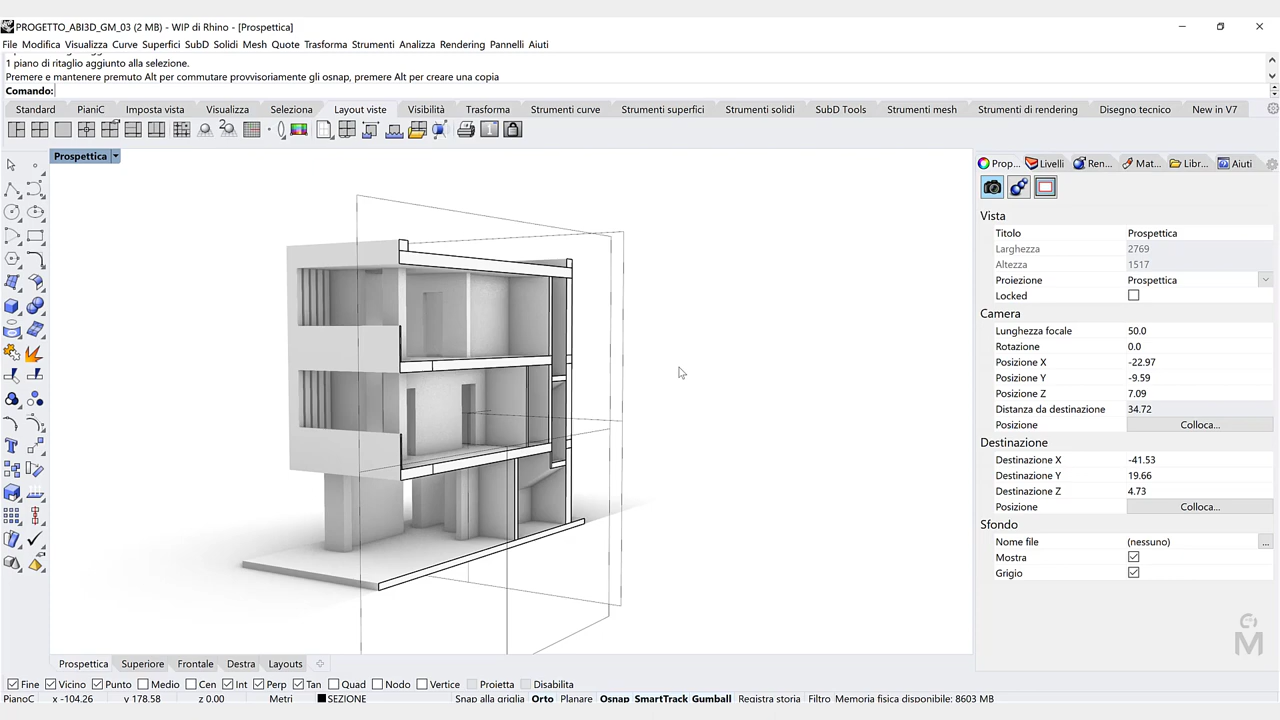 PROGETTO_ABI3D_GM_03 (2 MB) - WIP di Rhino - [Prospettica]
File Modifica Visualizza Curve Superfici SubD Solidi Mesh Quote Trasforma Strumenti Analizza Rendering Pannelli Aiuti
1 piano di ritaglio aggiunto alla selezione.
Premere e mantenere premuto Alt per commutare provvisoriamente gli osnap, premere Alt per creare una copia
Comando:
Standard PianiC Imposta vista Visualizza Seleziona Layout viste Visibilità Trasforma Strumenti curve Strumenti superfici Strumenti solidi SubD Tools Strumenti mesh Strumenti di rendering Disegno tecnico New in V7
Prospettica
Prop... Livelli Ren... Mat... Libr... Aiuti
Vista
Titolo Prospettica
Larghezza 2769
Altezza 1517
Proiezione Prospettica
Locked
Camera
Lunghezza focale 50.0
Rotazione 0.0
Posizione X -22.97
Posizione Y -9.59
Posizione Z 7.09
Distanza da destinazione 34.72
Posizione Colloca...
Destinazione
Destinazione X -41.53
Destinazione Y 19.66
Destinazione Z 4.73
Posizione Colloca...
Sfondo
Nome file (nessuno) ...
Mostra
Grigio
M
Prospettica Superiore Frontale Destra Layouts
Fine Vicino Punto Medio Cen Int Perp Tan Quad Nodo Vertice Proietta Disabilita
PianoC x -104.26 y 178.58 z 0.00 Metri SEZIONE Snap alla griglia Orto Planare Osnap SmartTrack Gumball Registra storia Filtro Memoria fisica disponibile: 8603 MB